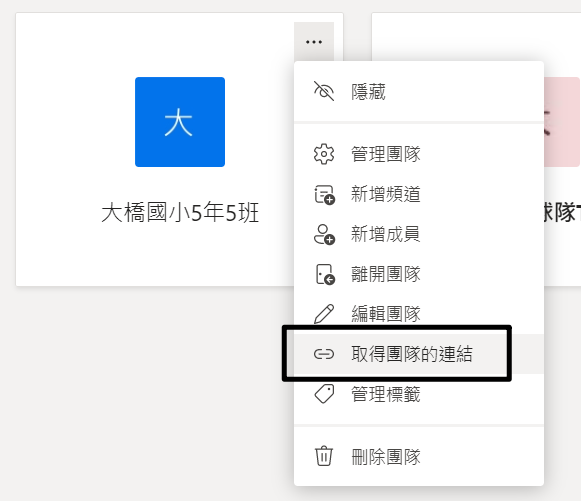 大
大橋國小5年5班
隱藏
管理團隊
新增頻道
新增成員
離開團隊
編輯團隊
取得團隊的連結
管理標籤
刪除團隊
球隊